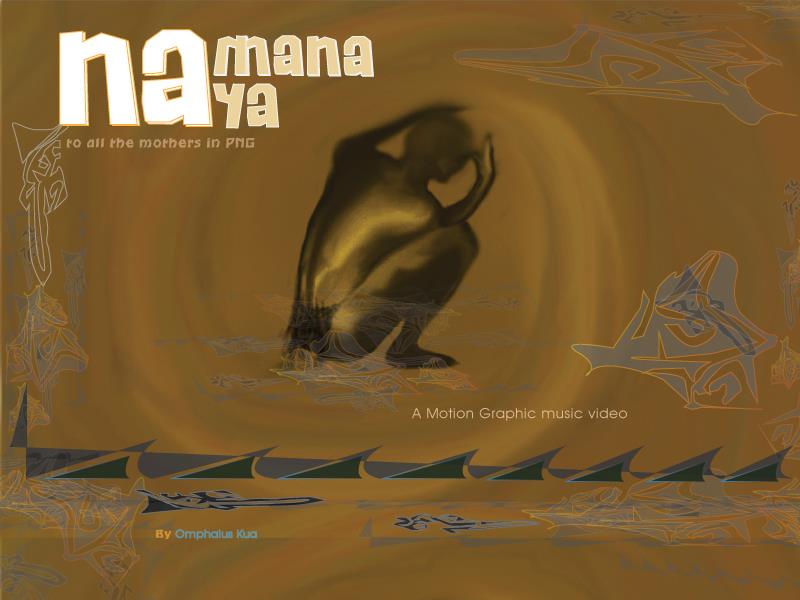 na mana
ya
to all the mothers in PNG
A Motion Graphic music video
By Omphalus Kua